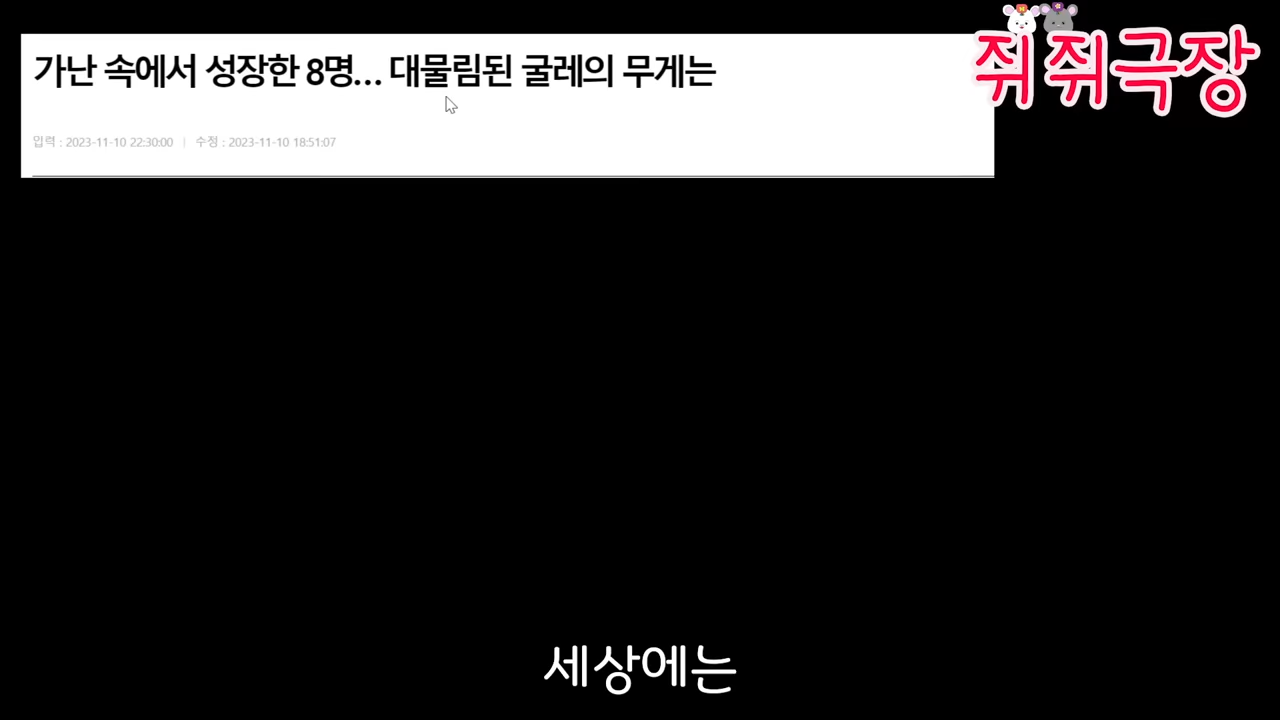 가난 속에서 성장한 8명... 대물림된 굴레의 무게는
쥐쥐극장
입력 : 2023-11-10 22:30:00 | 수정 : 2023-11-10 18:51:07
세상에는